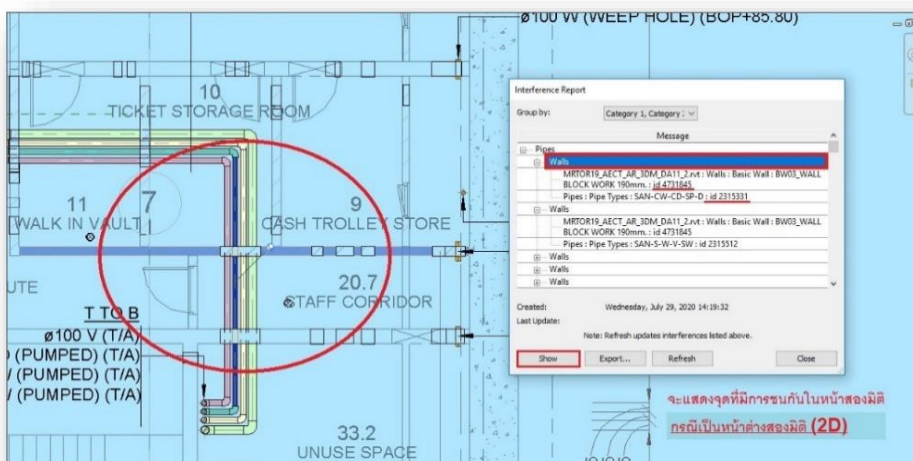 ø100 W (WEEP HOLE) (BOP+85.80)
10
TICKET STORAGE ROOM
11
WALK IN VAULT
7
9
CASH TROLLEY STORE
20.7
STAFF CORRIDOR
T TO B
ø100 V (T/A)
(PUMPED) (T/A)
(PUMPED) (T/A)
(PUMPED) (T/A)
33.2
UNUSE SPACE
Interference Report
Group by:
Category 1, Category
Message
Pipes
Walls
MRTOR19_AECT_AR_3DM_DA11_2.rvt : Walls : Basic Wall : BW03_WALL
BLOCK WORK 190mm. : id 4731845
Pipes : Pipe Types : SAN-CW-CD-SP-D : id 2315331
Walls
MRTOR19_AECT_AR_3DM_DA11_2.rvt : Walls : Basic Wall : BW03_WALL
BLOCK WORK 190mm. : id 4731845
Pipes : Pipe Types : SAN-S-W-V-SW : id 2315512
Walls
Walls
Walls
Created:
Wednesday, July 29, 2020 14:19:32
Last Update:
Note: Refresh updates interferences listed above.
Show
Export...
Refresh
Close
จะแสดงจุดที่มีการชนกันในหน้าสองมิติ
กรณีเป็นหน้าต่างสองมิติ (2D)